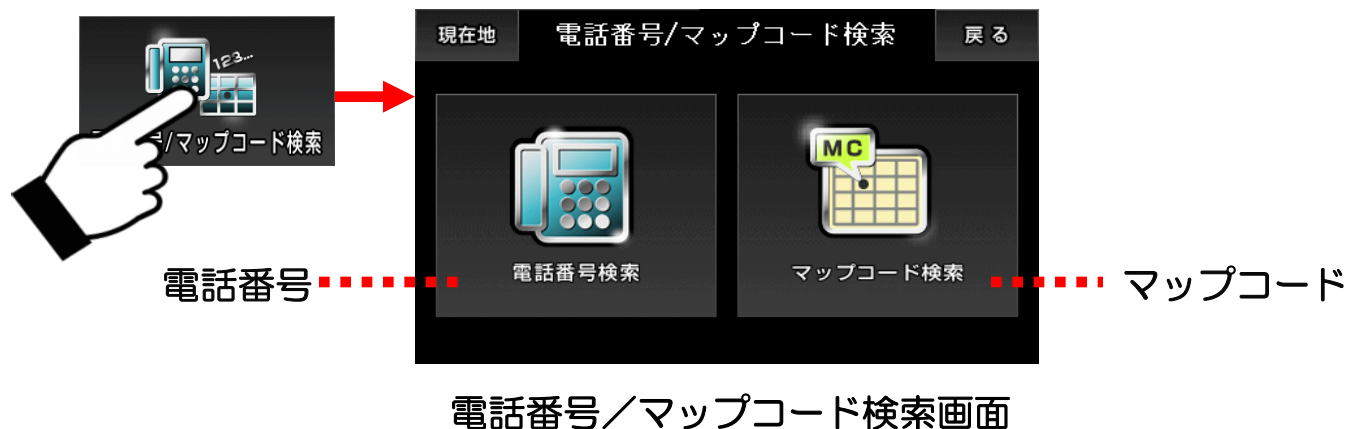 現在地
電話番号/マップコード検索
戻る
123...
号/マップコード検索
MC
電話番号検索
マップコード検索
電話番号
マップコード
電話番号／マップコード検索画面